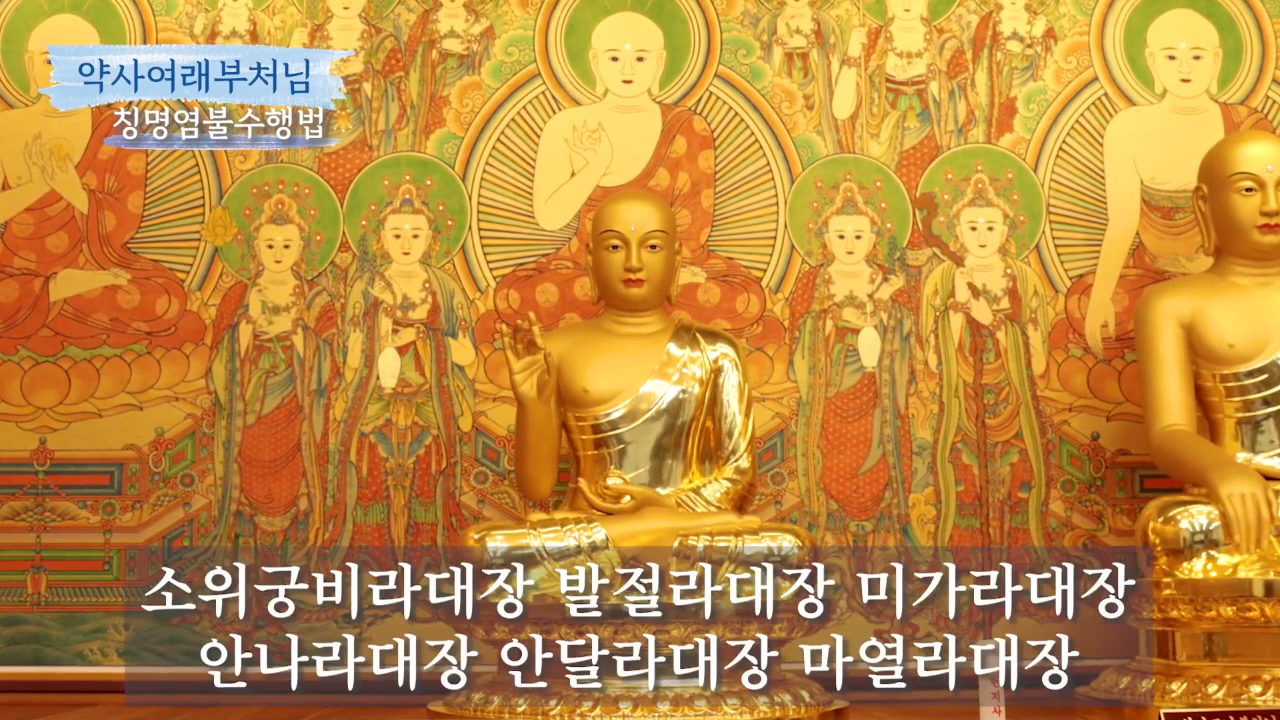 약사여래부처님
칭명염불수행법
소위궁비라대장 발절라대장 미가라대장
안나라대장 안달라대장 마열라대장
지사